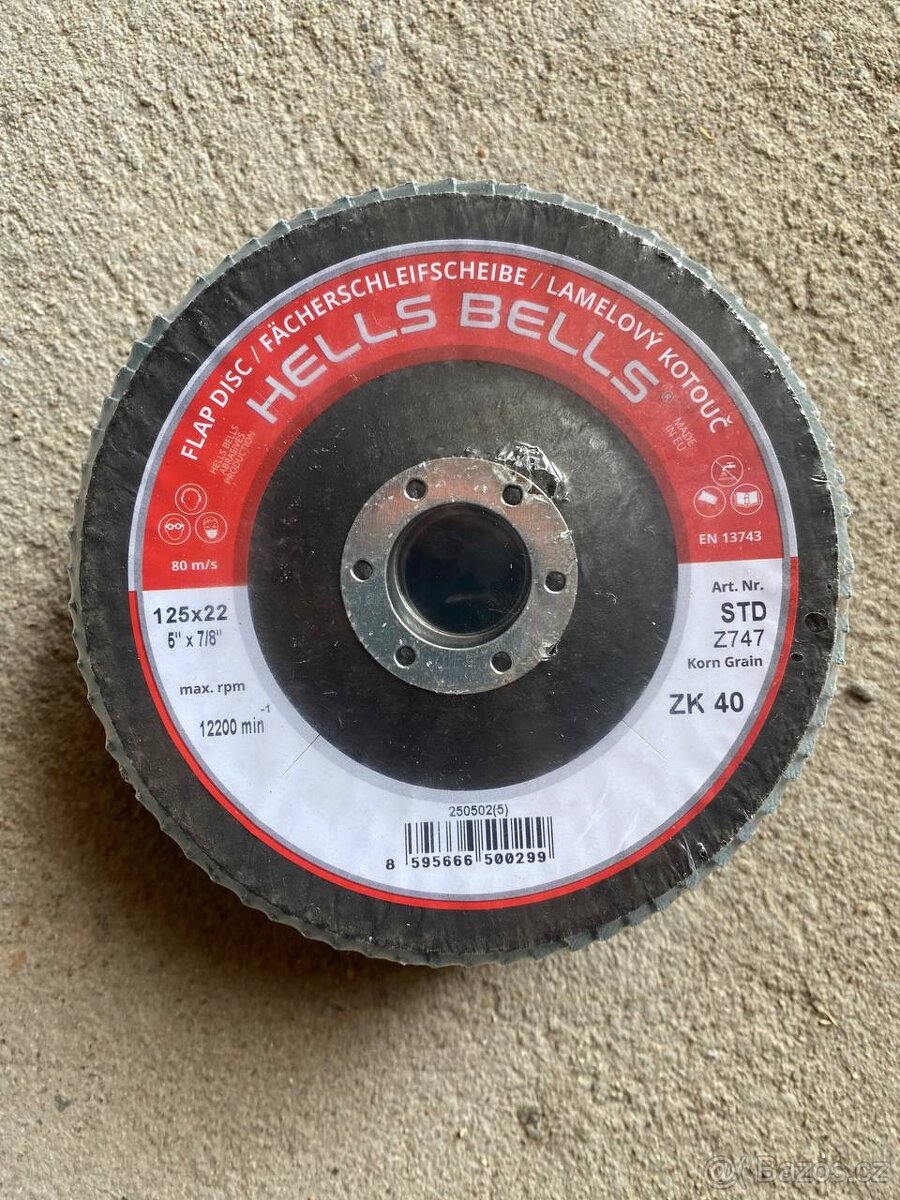 FLAP DISC / FÄCHERSCHLEIFSCHEIBE / LAMELOVÝ KOTOUČ
HELLS BELLS®
HELLS BELLS
ABRASIVES
PRODUCTION
MADE
IN EU
80 m/s
EN 13743
125x22
5" x 7/8"
max. rpm
12200 min-1
Art. Nr.
STD
Z747
Korn Grain
ZK 40
250502(5)
8 595666 500299
@/ Bazoš.cz